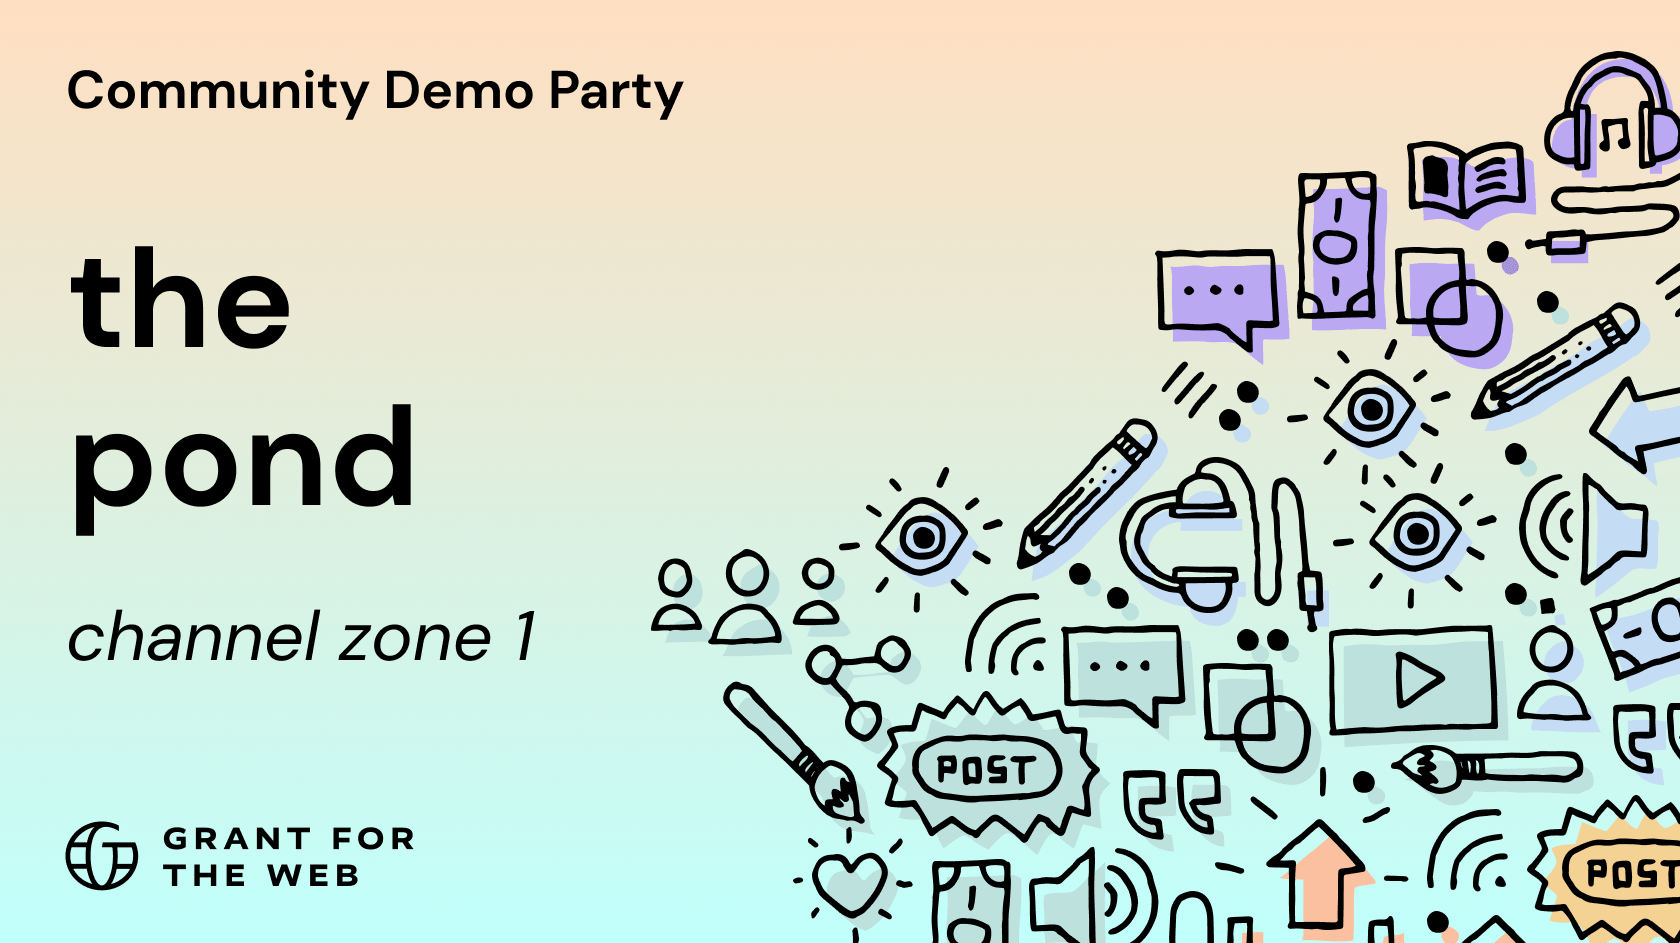 Community Demo Party
the
pond
channel zone 1
GRANT FOR
THE WEB
POST
POST